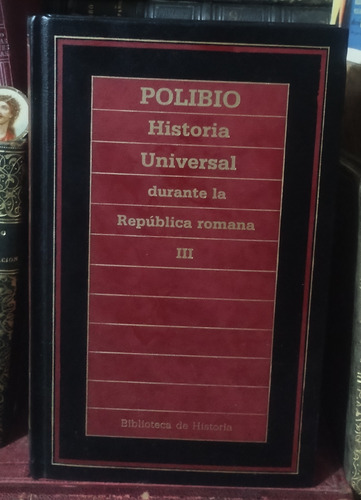 POLIBIO
Historia
Universal
durante la
República romana
III
Biblioteca de Historia